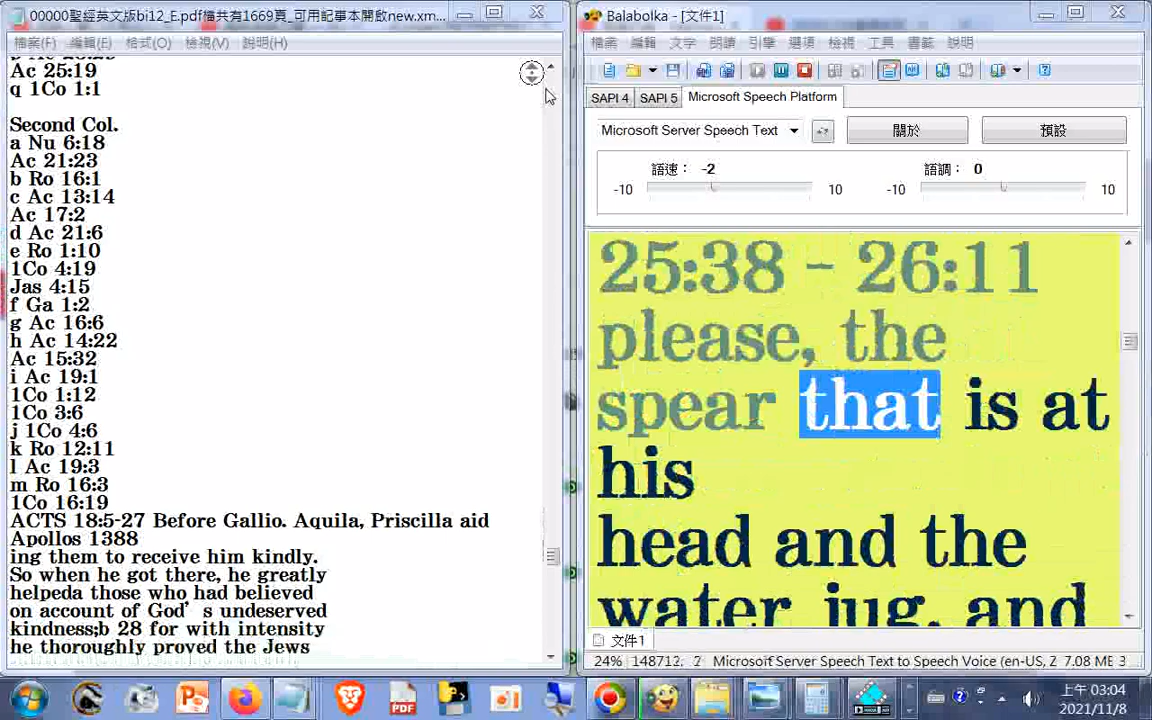 00000聖經英文版bi12_E.pdf檔共有1669頁_可用記事本開啟new.xm...
檔案(F) 編輯(E) 格式(O) 檢視(V) 說明(H)
Ac 25:19
q 1Co 1:1
Second Col.
a Nu 6:18
Ac 21:23
b Ro 16:1
c Ac 13:14
Ac 17:2
d Ac 21:6
e Ro 1:10
1Co 4:19
Jas 4:15
f Ga 1:2
g Ac 16:6
h Ac 14:22
Ac 15:32
i Ac 19:1
1Co 1:12
1Co 3:6
j 1Co 4:6
k Ro 12:11
l Ac 19:3
m Ro 16:3
1Co 16:19
ACTS 18:5-27 Before Gallio. Aquila, Priscilla aid
Apollos 1388
ing them to receive him kindly.
So when he got there, he greatly
helpeda those who had believed
on account of God’s undeserved
kindness;b 28 for with intensity
he thoroughly proved the Jews
Balabolka - [文件1]
檔案 編輯 文字 朗讀 引擎 選項 檢視 工具 書籤 說明
SAPI 4 SAPI 5 Microsoft Speech Platform
Microsoft Server Speech Text 關於 預設
語速： -2 語調： 0
-10 10 -10 10
25:38 - 26:11
please, the
spear that is at
his
head and the
water jug, and
文件1
24% 148712. 2 Microsoft Server Speech Text to Speech Voice (en-US, 2 7.08 MB 3
PDF
上午 03:04
2021/11/8